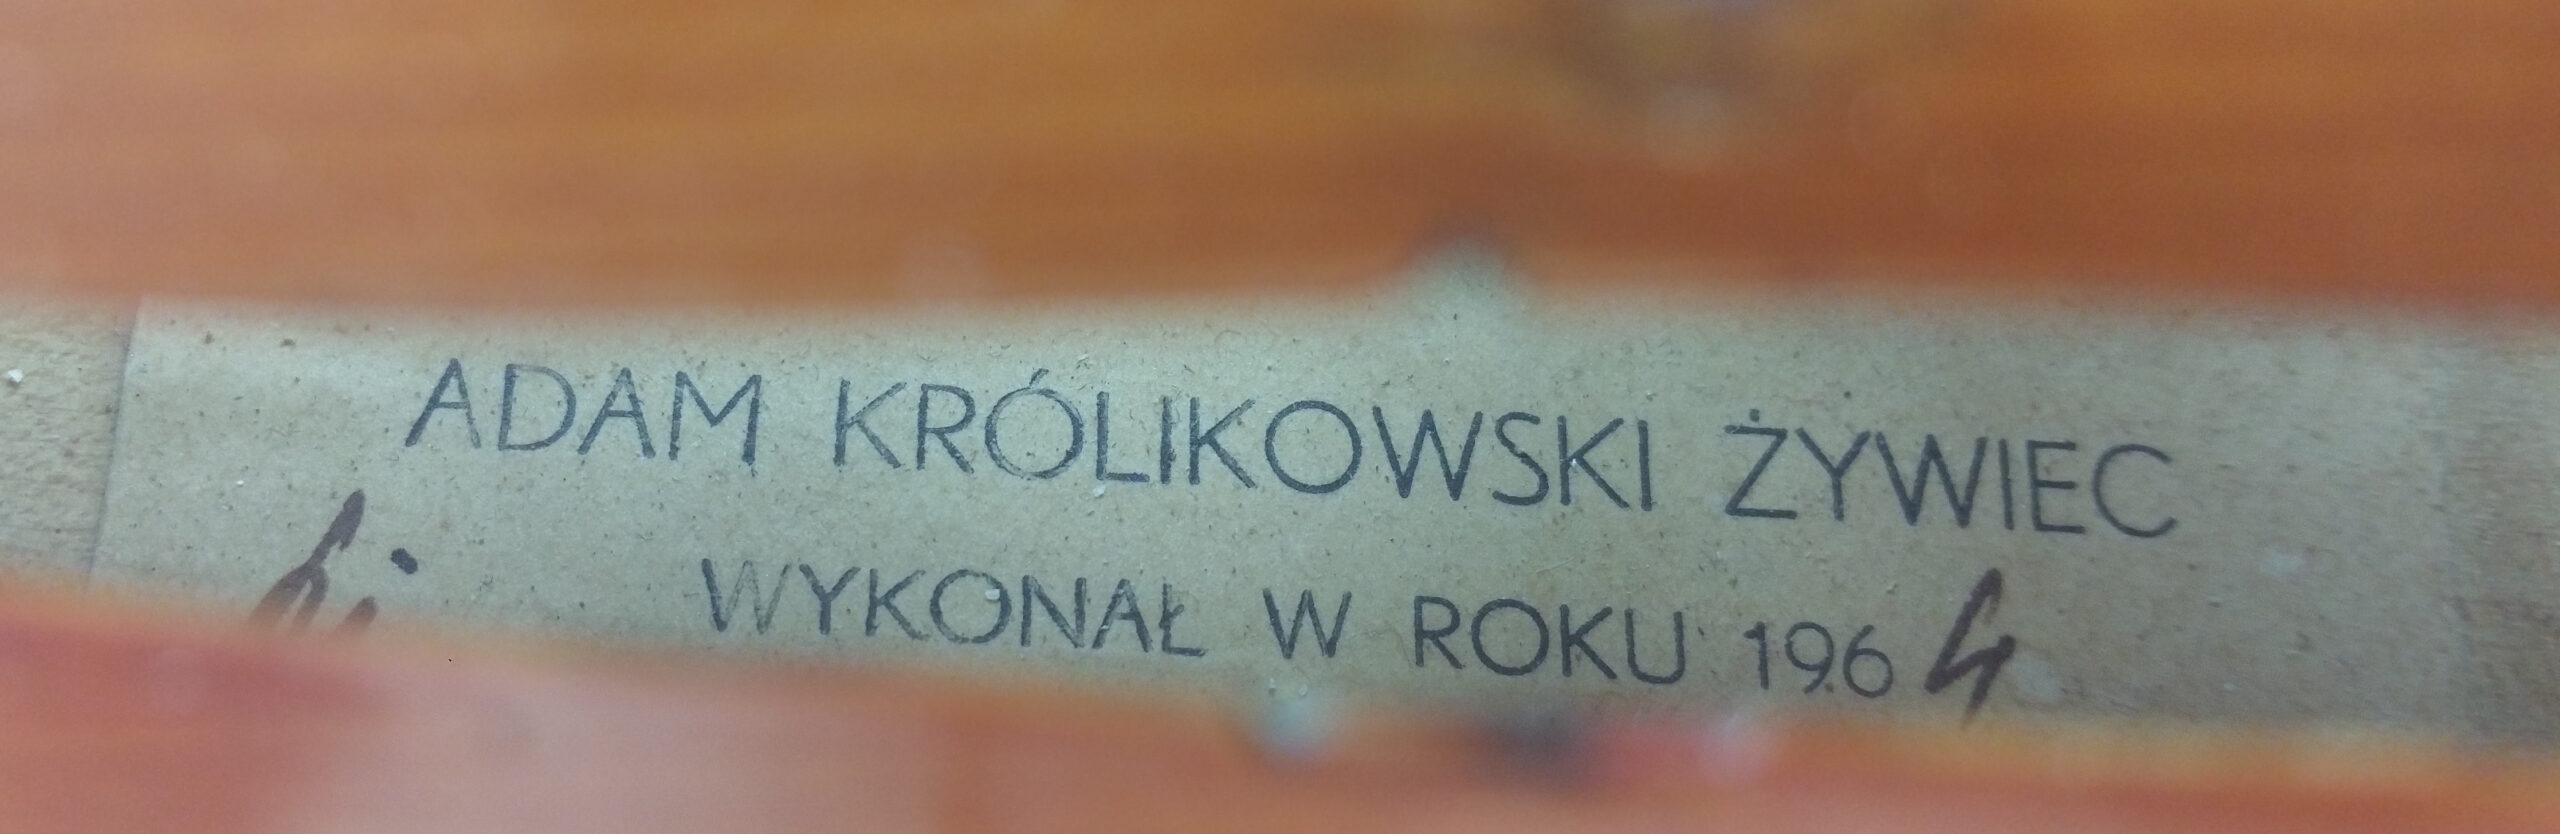 ADAM KRÓLIKOWSKI ŻYWIEC
WYKONAŁ W ROKU 1964